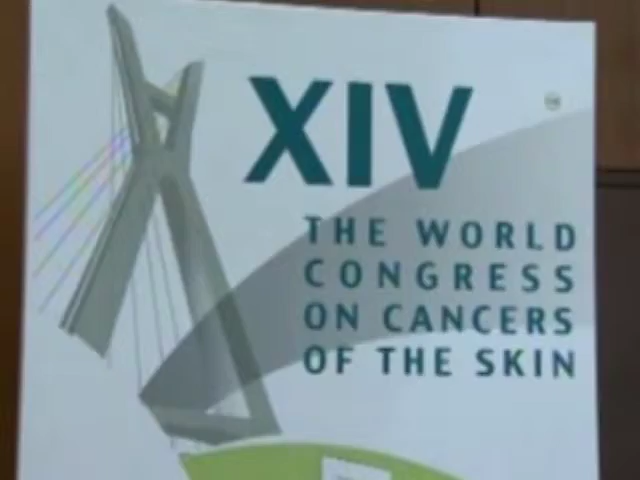 XIV
THE WORLD
CONGRESS
ON CANCERS
OF THE SKIN